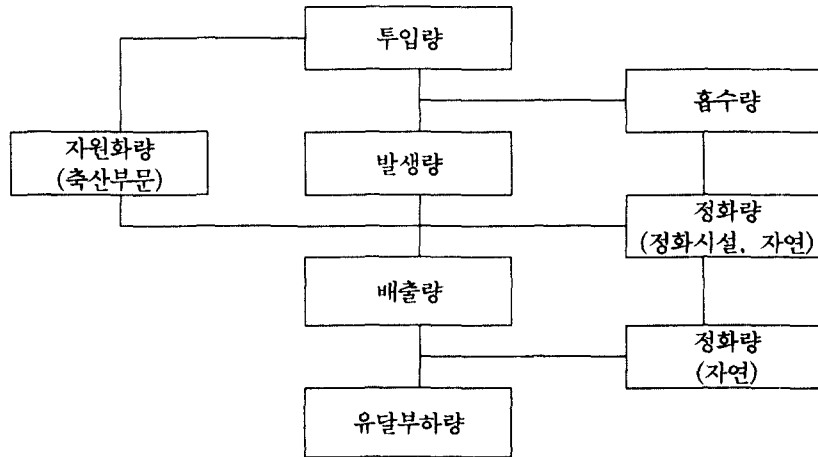 투입량
흡수량
자원화량
(축산부문)
발생량
정화량
(정화시설, 자연)
배출량
정화량
(자연)
유달부하량